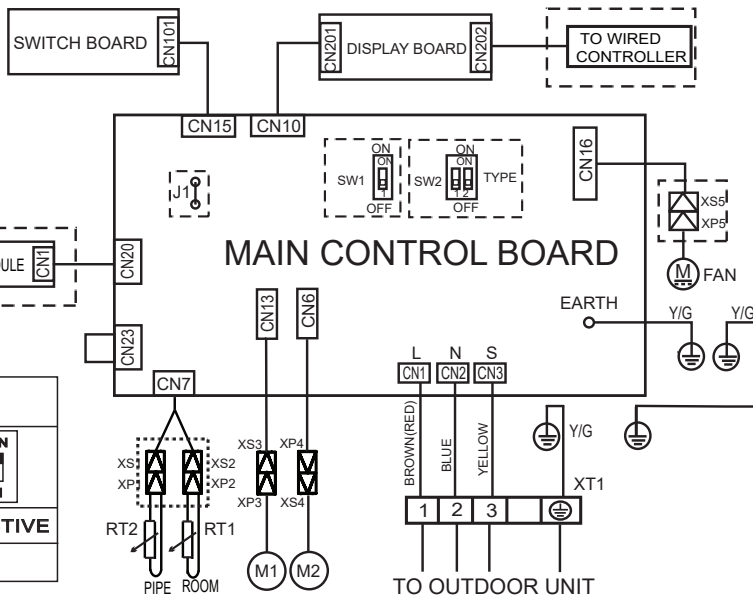 SWITCH BOARD
CN101
CN201
DISPLAY BOARD
CN202
TO WIRED
CONTROLLER
CN15
CN10
J1
ON
ON
SW1
1
OFF
ON
ON
SW2
1 2
TYPE
OFF
CN16
XS5
XP5
M
FAN
ULE
CN1
CN20
MAIN CONTROL BOARD
CN23
CN13
CN6
EARTH
Y/G
Y/G
L
N
S
CN1
CN2
CN3
CN7
N
TIVE
XS1
XP1
XS2
XP2
XS3
XP3
XP4
XS4
BROWN(RED)
BLUE
YELLOW
Y/G
XT1
1
2
3
RT2
RT1
PIPE
ROOM
M1
M2
TO OUTDOOR UNIT